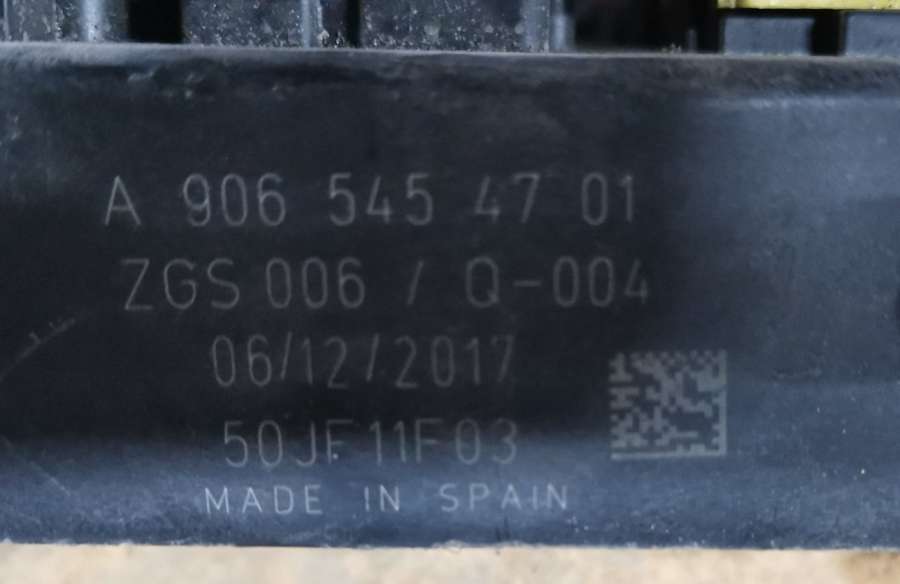 A 906 545 47 01
ZGS 006 / Q-004
06/12/2017
50JF11F03
MADE IN SPAIN